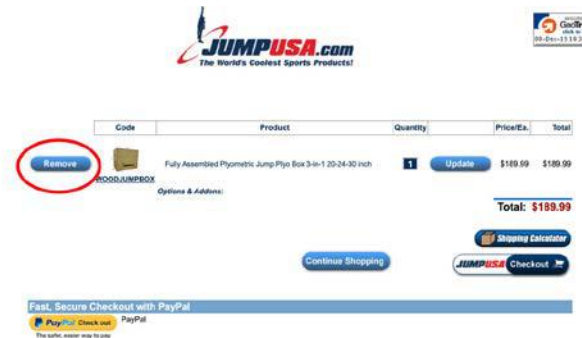 JUMPUSA.com
The World's Coolest Sports Products!
Code Product Quantity Price/Ea. Total
Remove Fully Assembled Plyometric Jump Plyo Box 3-in-1 20-24-30 inch 1 Update $189.99 $189.99
WOODJUMPBOX
Options & Addons:
Total: $189.99
Shipping Calculator
Continue Shopping JUMPUSA Checkout
Fast, Secure Checkout with PayPal
PayPal Check out PayPal
The safer, easier way to pay